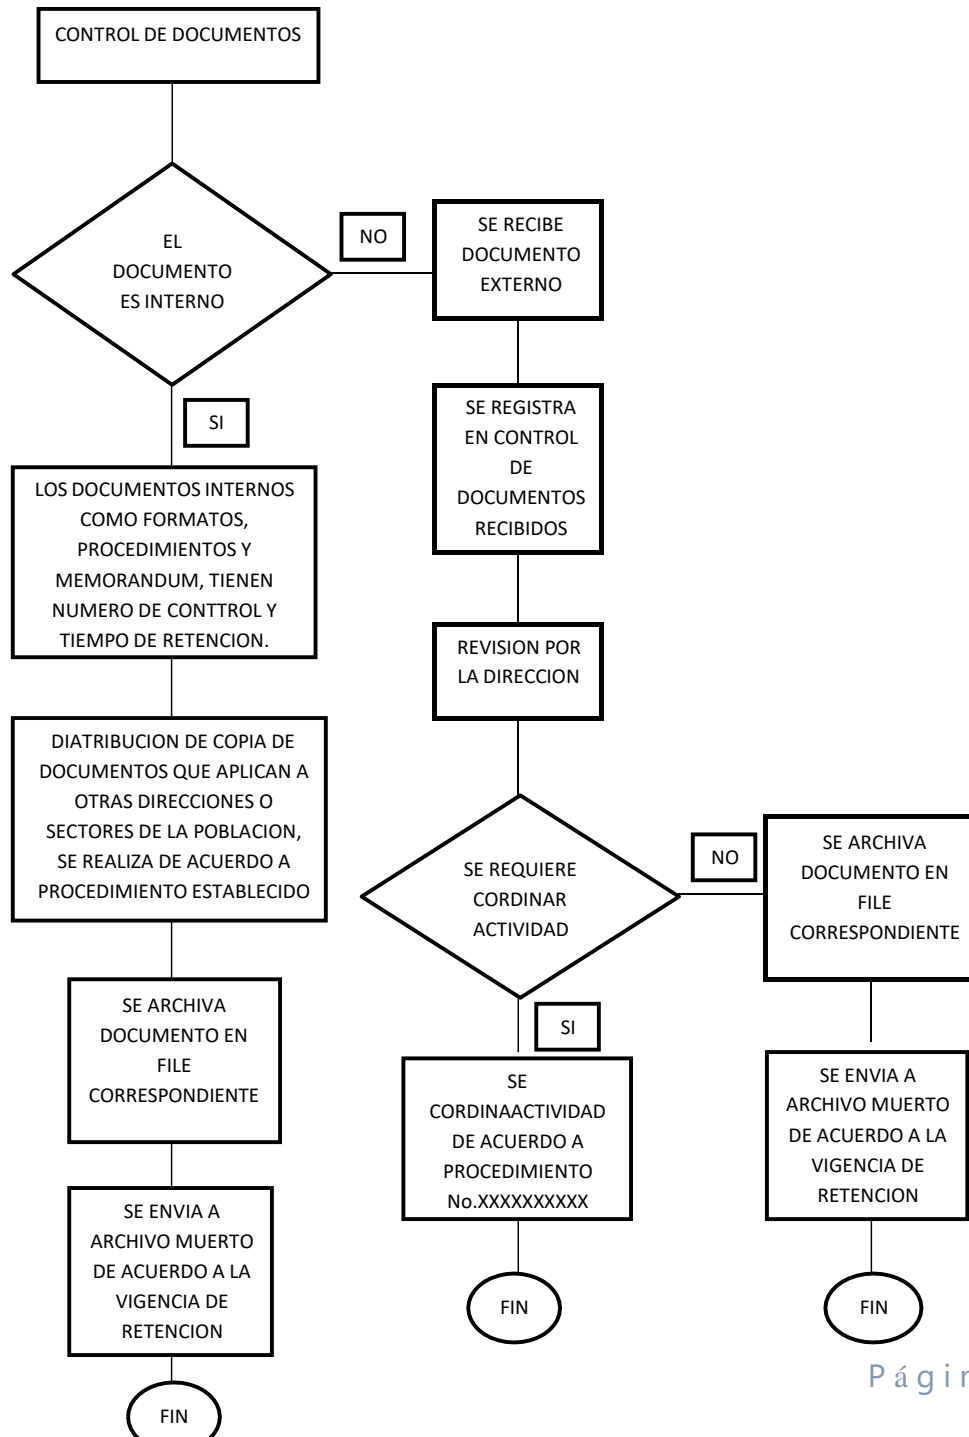 CONTROL DE DOCUMENTOS
EL
DOCUMENTO
ES INTERNO
NO
SE RECIBE
DOCUMENTO
EXTERNO
SI
SE REGISTRA
EN CONTROL
DE
DOCUMENTOS
RECIBIDOS
LOS DOCUMENTOS INTERNOS
COMO FORMATOS,
PROCEDIMIENTOS Y
MEMORANDUM, TIENEN
NUMERO DE CONTTROL Y
TIEMPO DE RETENCION.
REVISION POR
LA DIRECCION
DIATRIBUCION DE COPIA DE
DOCUMENTOS QUE APLICAN A
OTRAS DIRECCIONES O
SECTORES DE LA POBLACION,
SE REALIZA DE ACUERDO A
PROCEDIMIENTO ESTABLECIDO
SE REQUIERE
CORDINAR
ACTIVIDAD
NO
SE ARCHIVA
DOCUMENTO EN
FILE
CORRESPONDIENTE
SE ARCHIVA
DOCUMENTO EN
FILE
CORRESPONDIENTE
SI
SE
CORDINAACTIVIDAD
DE ACUERDO A
PROCEDIMIENTO
No.XXXXXXXXXX
SE ENVIA A
ARCHIVO MUERTO
DE ACUERDO A LA
VIGENCIA DE
RETENCION
SE ENVIA A
ARCHIVO MUERTO
DE ACUERDO A LA
VIGENCIA DE
RETENCION
FIN
FIN
FIN